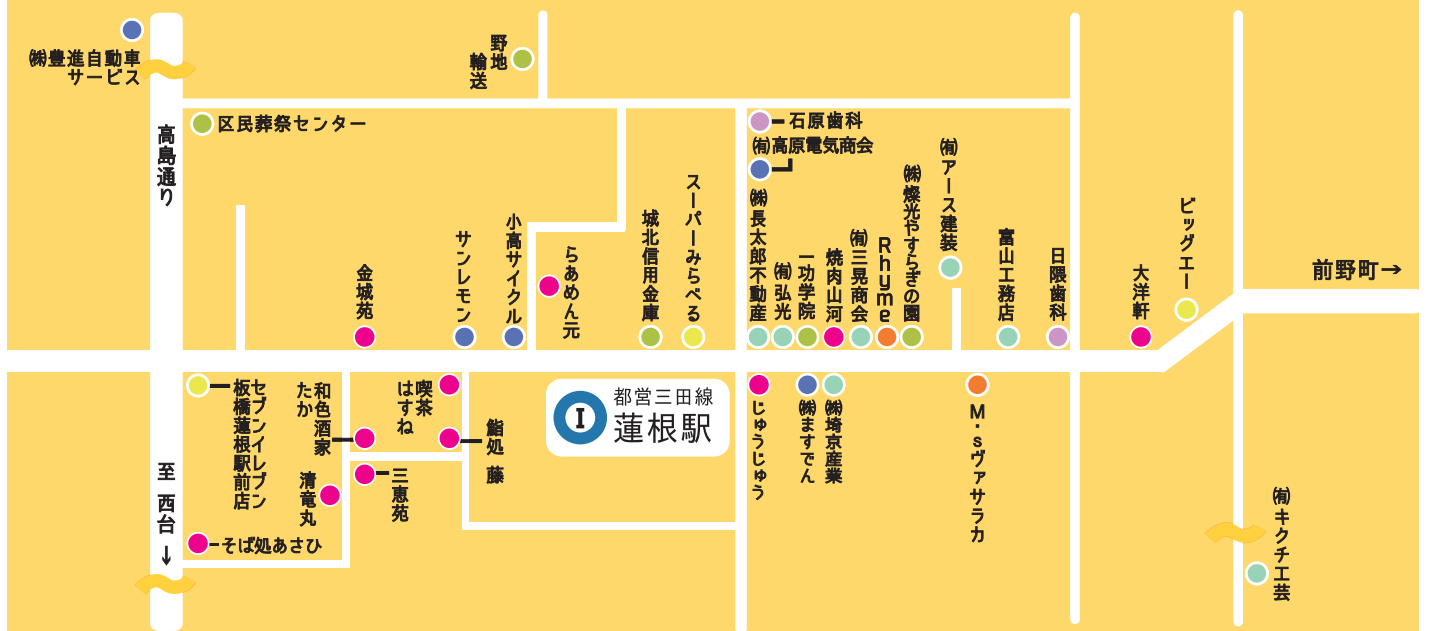 ㈱豊進自動車
サービス
高島通り
至 西台↓
区民葬祭センター
野地
輸送
金城苑
サンレモン
小高サイクル
らあめん元
城北信用金庫
スーパーみらべる
石原歯科
㈲高原電気商会
㈱長太郎不動産
㈲弘光
一功学院
焼肉山河
㈲三晃商会
Rhyme
㈱燦光やすらぎの園
㈲アース建装
富山工務店
日隈歯科
大洋軒
ビッグエー
前野町→
セブンイレブン
板橋蓮根駅前店
和色酒家
たか
清竜丸
そば処あさひ
喫茶
はすね
三恵苑
鮨処 藤
I
都営三田線
蓮根駅
じゅうじゅう
㈱ますでん
㈱埼京産業
M・sヴァサラカ
㈲キクチ工芸